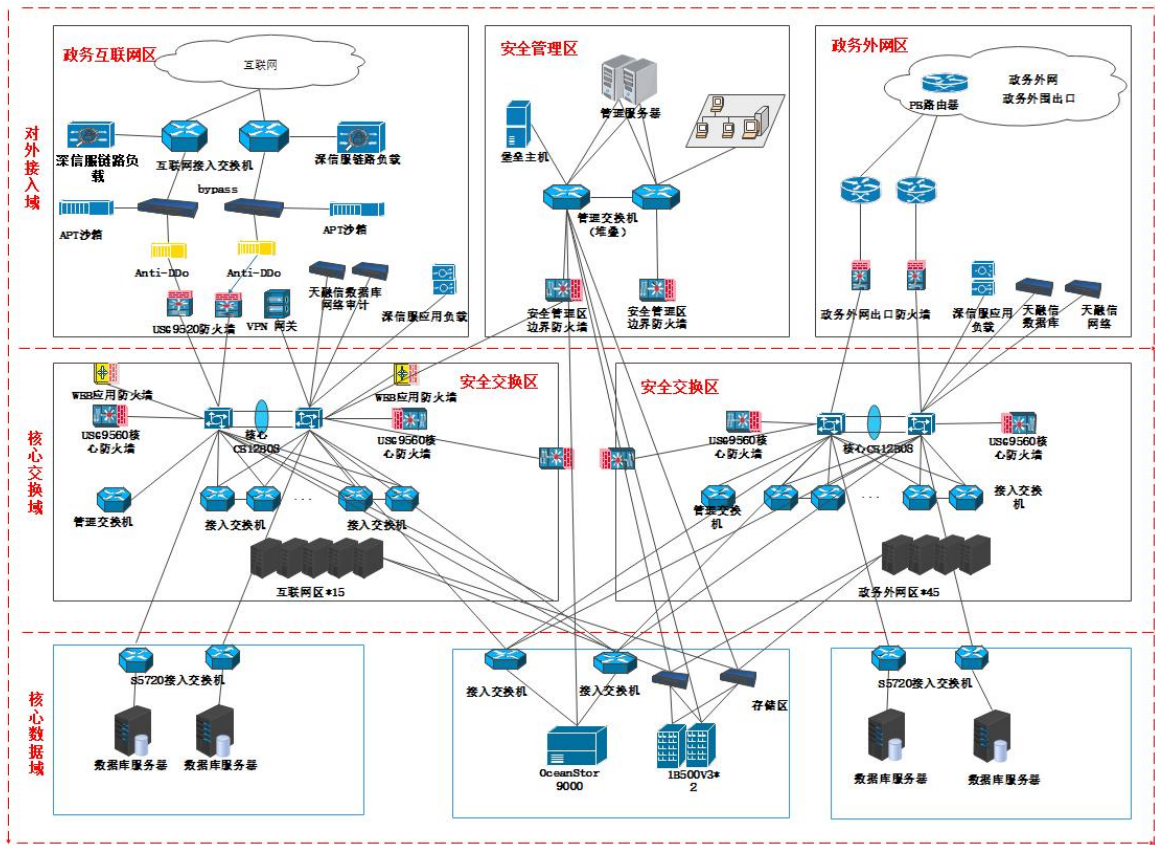 对外接入域
政务互联网区
互联网
深信服链路负
载
互联网接入交换机
深信服链路负载
bypass
APT沙箱
APT沙箱
Anti-DDo
Anti-DDo
USG9520防火墙
VPN 网关
天融信数据库
网络审计
深信服应用负载
安全管理区
管理服务器
堡垒主机
管理交换机
(堆叠)
安全管理区
边界防火墙
安全管理区
边界防火墙
政务外网区
政务外网
政务外围出口
PE路由器
政务外网出口防火墙
深信服应用
负载
天融信
数据库
天融信
网络
核心交换域
安全交换区
WEB应用防火墙
WEB应用防火墙
USG9560核
心防火墙
核心
CE12808
USG9560核
心防火墙
管理交换机
接入交换机
...
接入交换机
互联网区*15
安全交换区
USG9560核
心防火墙
核心CE12808
USG9560核
心防火墙
管理交换
机
接入交换机
...
接入交换
机
政务外网区*45
核心数据域
S5720接入交换机
数据库服务器
数据库服务器
接入交换机
接入交换机
存储区
OceanStor
9000
18500V3*
2
S5720接入交换机
数据库服务器
数据库服务器